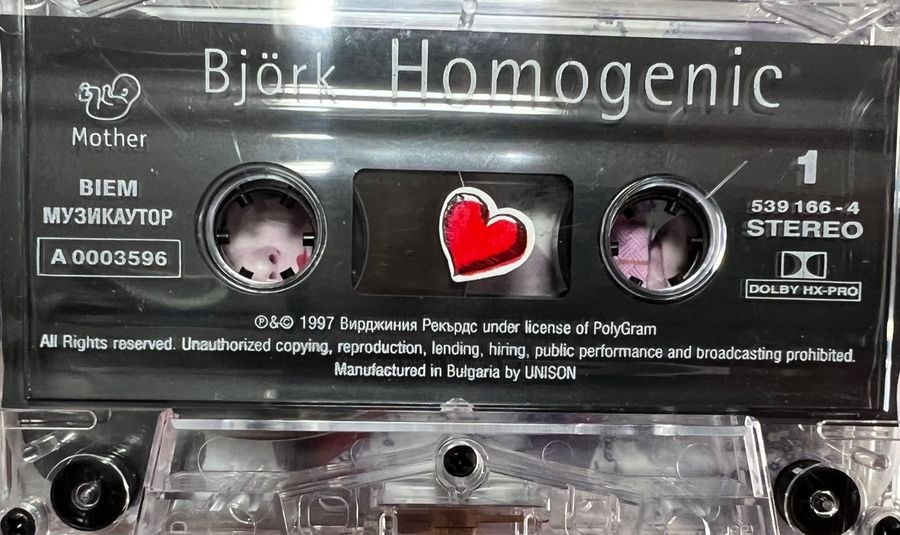 Björk Homogenic
Mother
BIEM
МУЗИКАУТОР
A 0003596
1
539 166 - 4
STEREO
DOLBY HX-PRO
℗&© 1997 Вирджиния Рекърдс under license of PolyGram
All Rights reserved. Unauthorized copying, reproduction, lending, hiring, public performance and broadcasting prohibited.
Manufactured in Bulgaria by UNISON